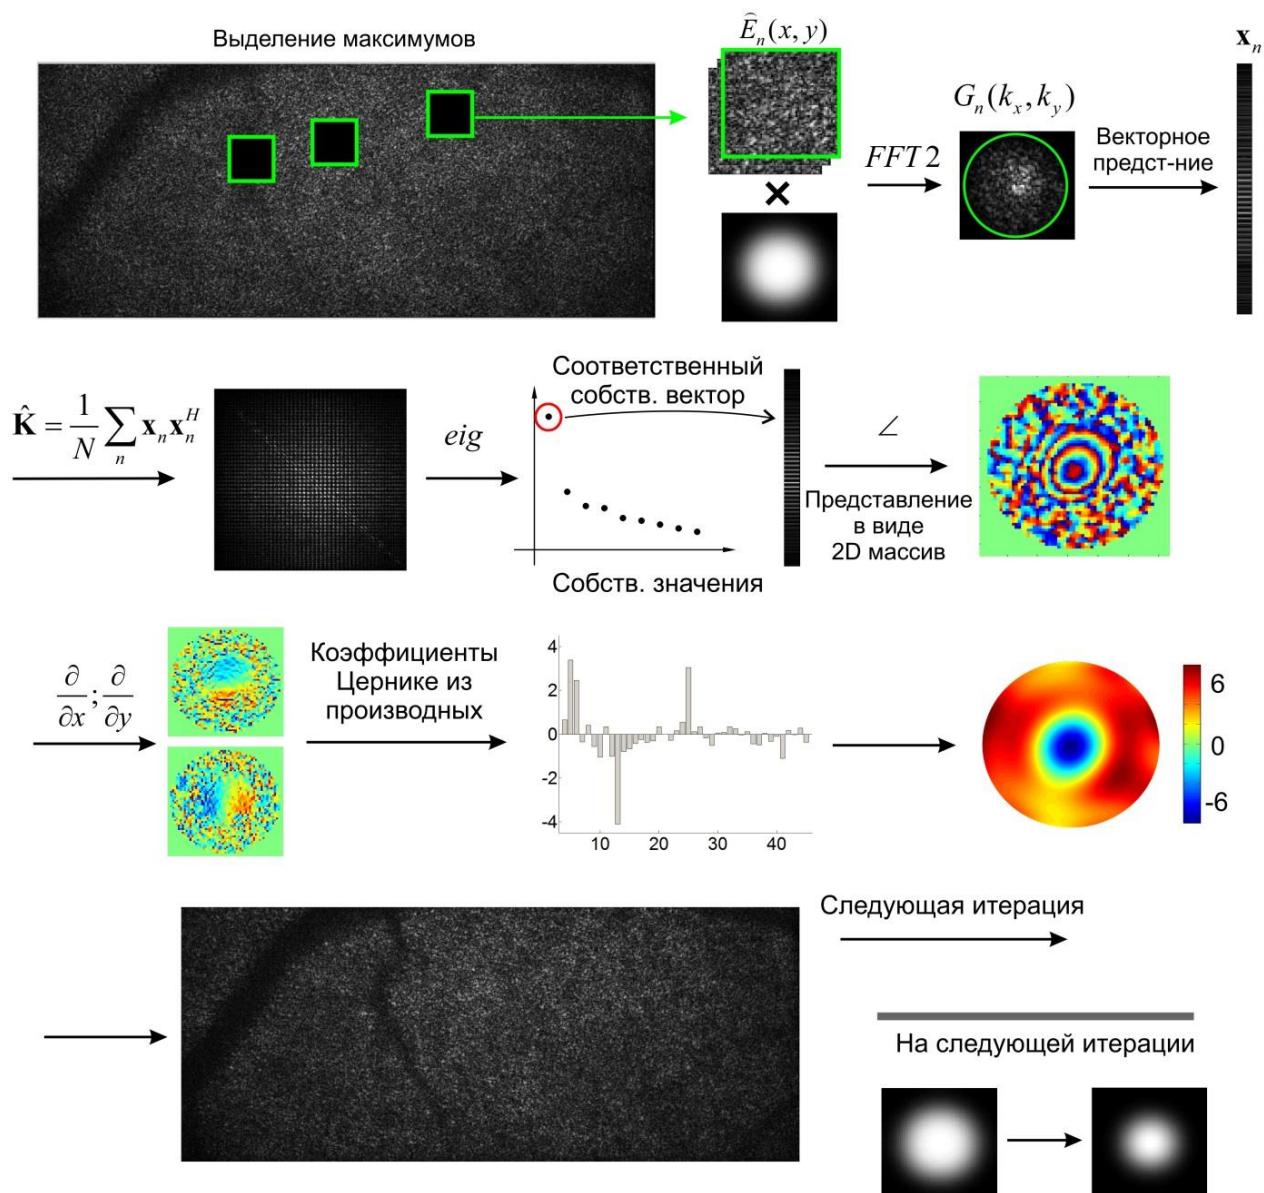 Выделение максимумов
Ê_n(x, y)
x_n
G_n(k_x, k_y)
FFT2
Векторное
предст-ние
×
K̂ = 1/N ∑_n x_n x_n^H
eig
Соответственный
собств. вектор
Собств. значения
∠
Представление
в виде
2D массив
∂/∂x; ∂/∂y
Коэффициенты
Цернике из
производных
4
2
0
-2
-4
10
20
30
40
6
0
-6
Следующая итерация
На следующей итерации